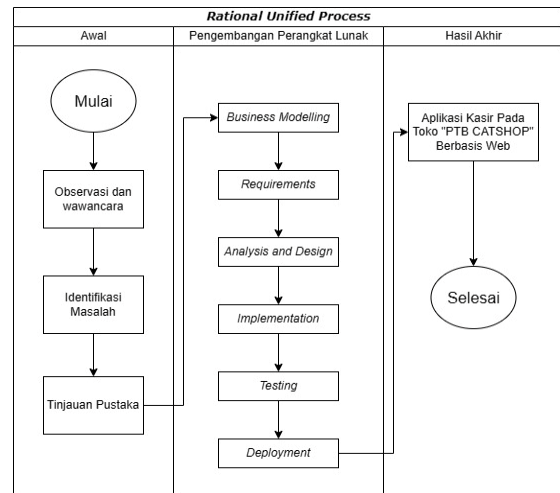 Rational Unified Process
Awal
Pengembangan Perangkat Lunak
Hasil Akhir
Mulai
Observasi dan
wawancara
Identifikasi
Masalah
Tinjauan Pustaka
Business Modelling
Requirements
Analysis and Design
Implementation
Testing
Deployment
Aplikasi Kasir Pada
Toko "PTB CATSHOP"
Berbasis Web
Selesai